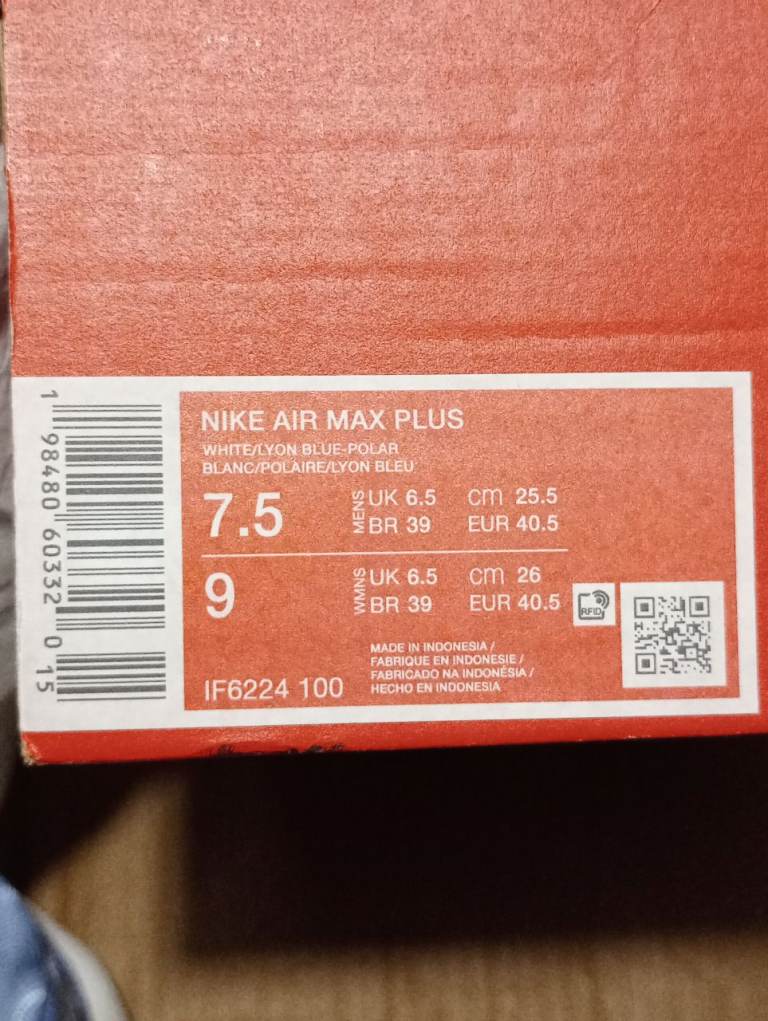 NIKE AIR MAX PLUS
WHITE/LYON BLUE-POLAR
BLANC/POLAIRE/LYON BLEU
7.5 MENS UK 6.5 cm 25.5
BR 39 EUR 40.5
9 WMNS UK 6.5 cm 26
BR 39 EUR 40.5
RFID
MADE IN INDONESIA /
FABRIQUE EN INDONESIE /
FABRICADO NA INDONÉSIA /
HECHO EN INDONESIA
IF6224 100
1 98480 60332 0 15